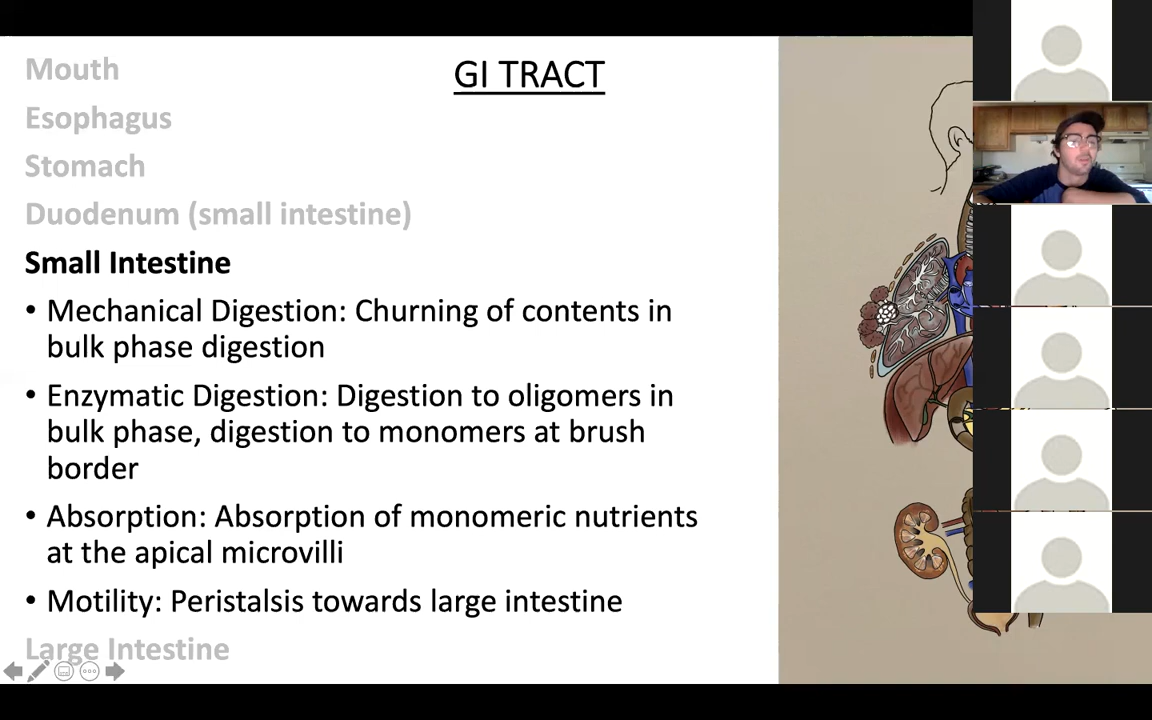 GI TRACT
Mouth
Esophagus
Stomach
Duodenum (small intestine)
Small Intestine
• Mechanical Digestion: Churning of contents in
bulk phase digestion
• Enzymatic Digestion: Digestion to oligomers in
bulk phase, digestion to monomers at brush
border
• Absorption: Absorption of monomeric nutrients
at the apical microvilli
• Motility: Peristalsis towards large intestine
Large Intestine